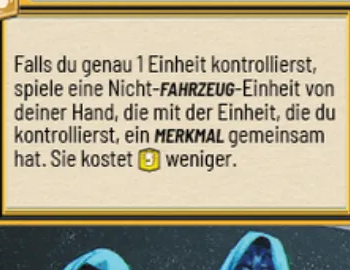 Falls du genau 1 Einheit kontrollierst,
spiele eine Nicht-FAHRZEUG-Einheit von
deiner Hand, die mit der Einheit, die du
kontrollierst, ein MERKMAL gemeinsam
hat. Sie kostet 5 weniger.